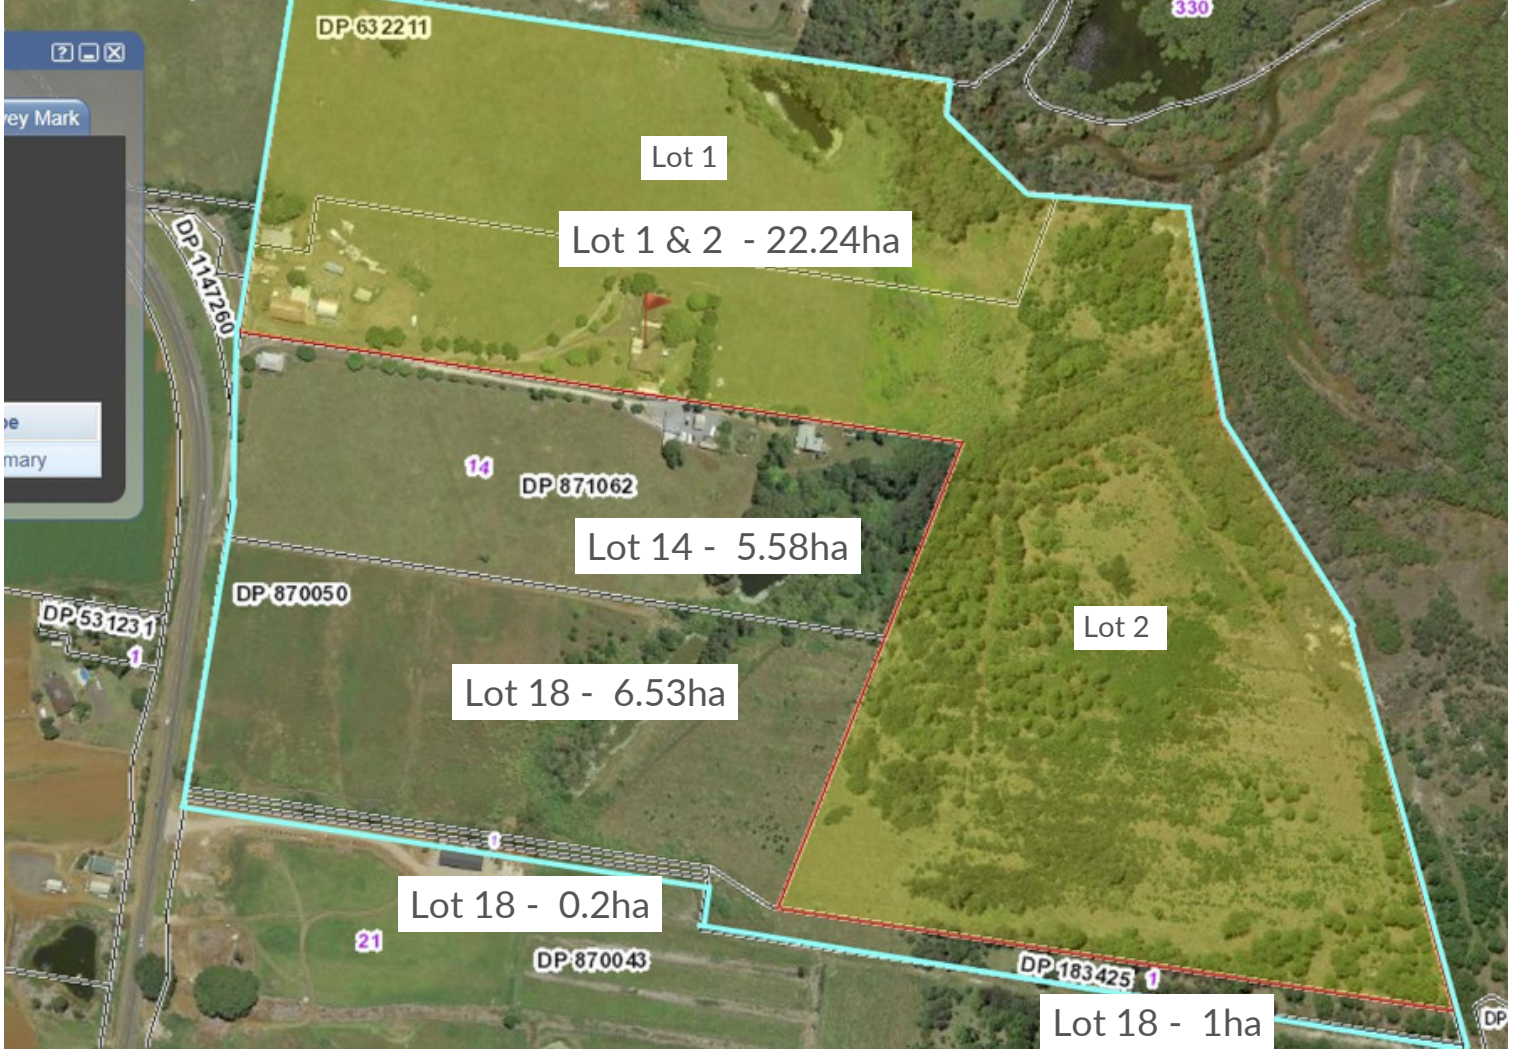 330
DP 632211
vey Mark
Lot 1
Lot 1 & 2 - 22.24ha
DP 1147260
pe
mary
14
DP 871062
Lot 14 - 5.58ha
DP 870050
DP 531231
1
Lot 2
Lot 18 - 6.53ha
1
Lot 18 - 0.2ha
21
DP 870043
DP 183425 1
Lot 18 - 1ha
DP